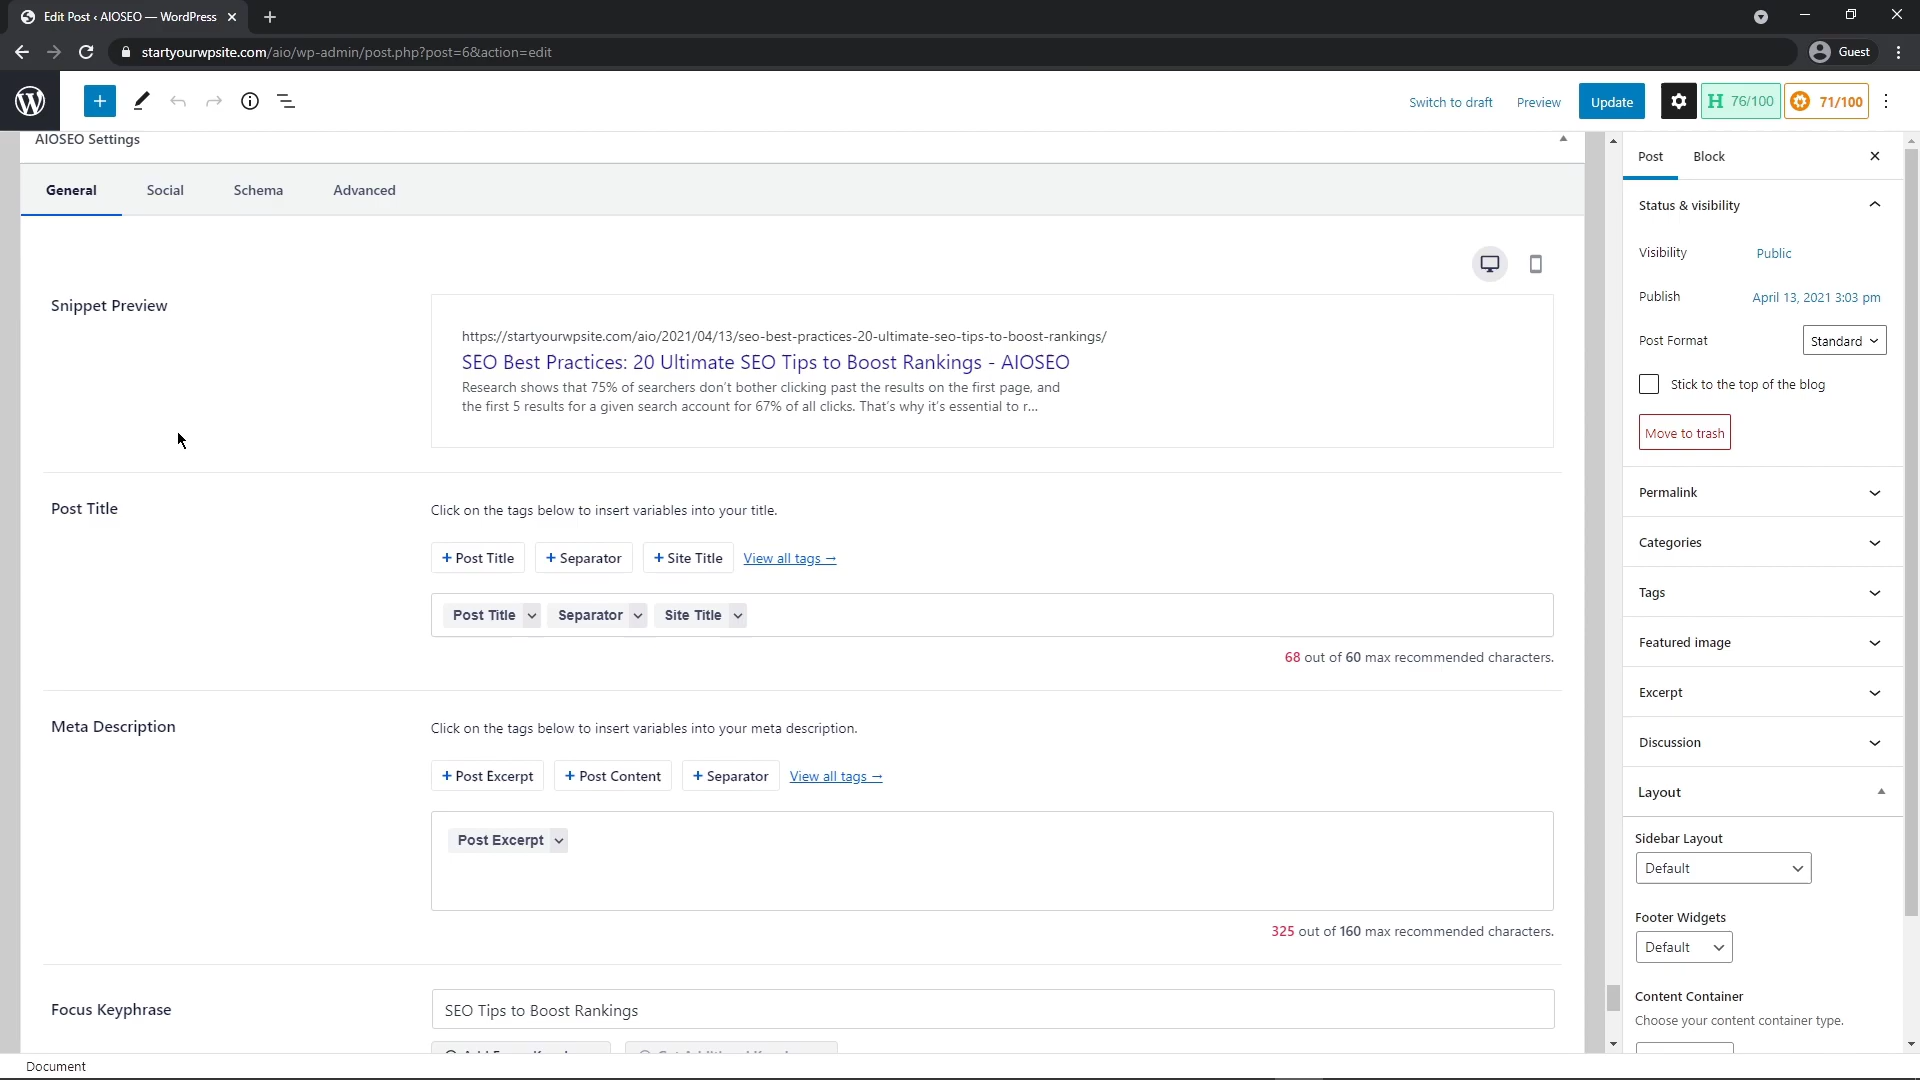 Edit Post ‹ AIOSEO — WordPress
startyourwpsite.com/aio/wp-admin/post.php?post=6&action=edit
Guest
Switch to draft
Preview
Update
H 76/100
71/100
AIOSEO Settings
General
Social
Schema
Advanced
Snippet Preview
https://startyourwpsite.com/aio/2021/04/13/seo-best-practices-20-ultimate-seo-tips-to-boost-rankings/
SEO Best Practices: 20 Ultimate SEO Tips to Boost Rankings - AIOSEO
Research shows that 75% of searchers don't bother clicking past the results on the first page, and
the first 5 results for a given search account for 67% of all clicks. That's why it's essential to r...
Post Title
Click on the tags below to insert variables into your title.
+ Post Title
+ Separator
+ Site Title
View all tags →
Post Title
Separator
Site Title
68 out of 60 max recommended characters.
Meta Description
Click on the tags below to insert variables into your meta description.
+ Post Excerpt
+ Post Content
+ Separator
View all tags →
Post Excerpt
325 out of 160 max recommended characters.
Focus Keyphrase
SEO Tips to Boost Rankings
Document
Post
Block
Status & visibility
Visibility
Public
Publish
April 13, 2021 3:03 pm
Post Format
Standard
Stick to the top of the blog
Move to trash
Permalink
Categories
Tags
Featured image
Excerpt
Discussion
Layout
Sidebar Layout
Default
Footer Widgets
Default
Content Container
Choose your content container type.